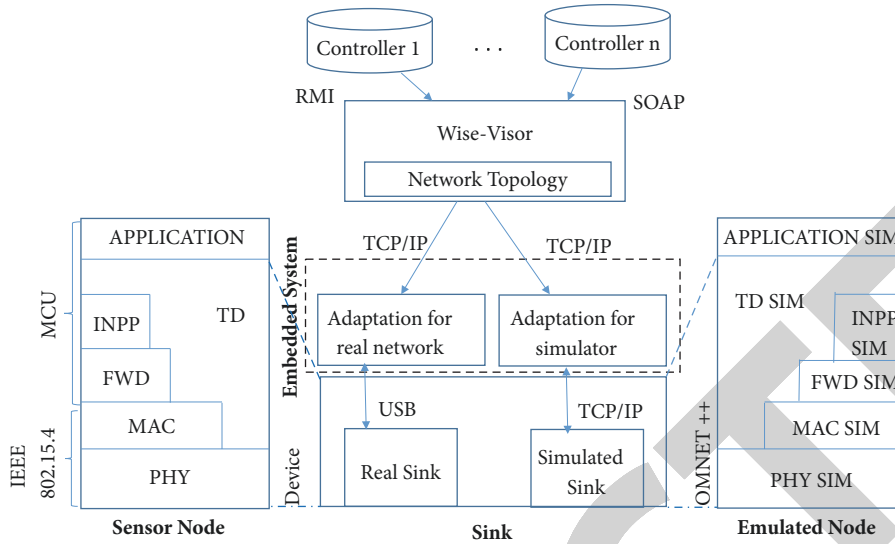 Controller 1
. . .
Controller n
RMI
SOAP
Wise-Visor
Network Topology
TCP/IP
TCP/IP
Embedded System
Adaptation for
real network
Adaptation for
simulator
USB
TCP/IP
Device
Real Sink
Simulated
Sink
Sink
MCU
IEEE
802.15.4
APPLICATION
TD
INPP
FWD
MAC
PHY
Sensor Node
APPLICATION SIM
TD SIM
INPP
SIM
FWD SIM
MAC SIM
PHY SIM
OMNET ++
Emulated Node